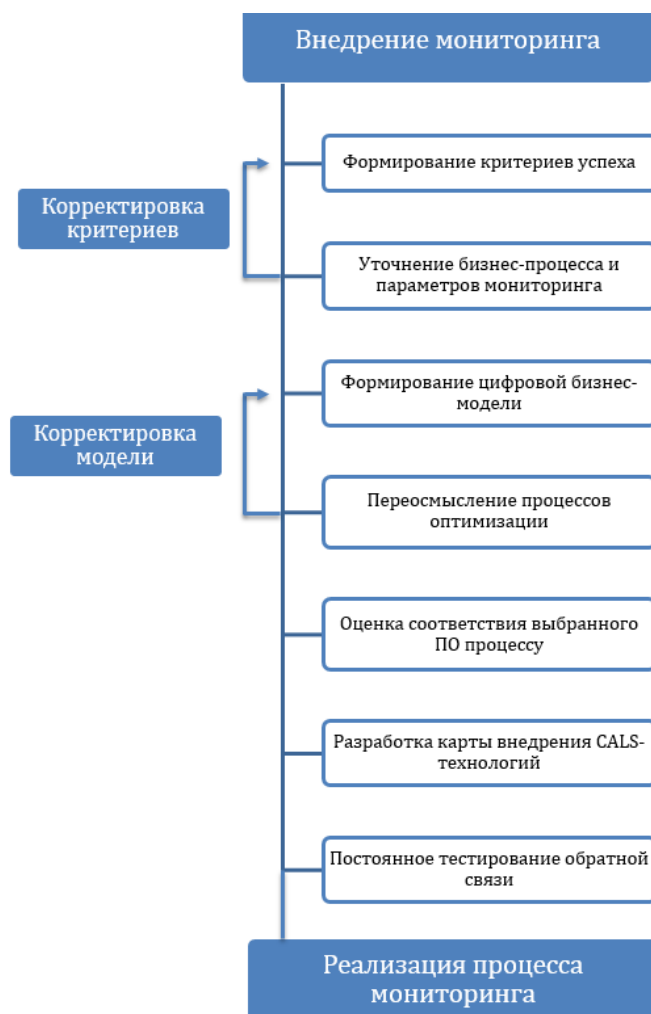 Внедрение мониторинга
Формирование критериев успеха
Корректировка
критериев
Уточнение бизнес-процесса и
параметров мониторинга
Формирование цифровой бизнес-
модели
Корректировка
модели
Переосмысление процессов
оптимизации
Оценка соответствия выбранного
ПО процессу
Разработка карты внедрения CALS-
технологий
Постоянное тестирование обратной
связи
Реализация процесса
мониторинга